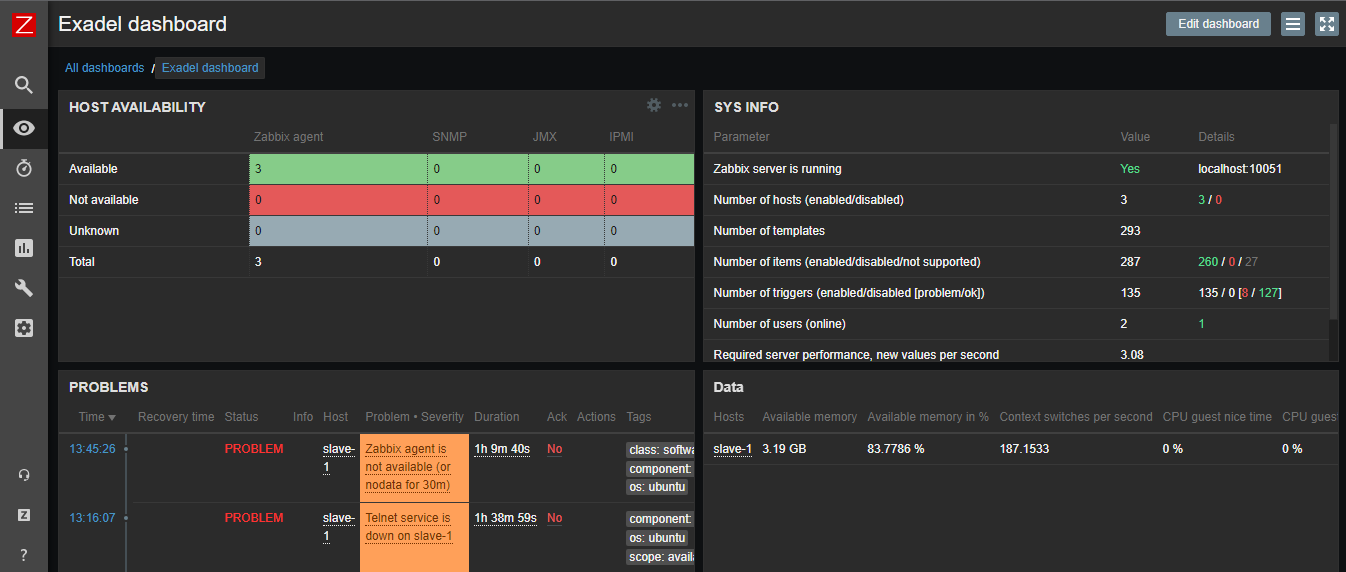 Z
Exadel dashboard
Edit dashboard
All dashboards / Exadel dashboard
HOST AVAILABILITY
Zabbix agent SNMP JMX IPMI
Available 3 0 0 0
Not available 0 0 0 0
Unknown 0 0 0 0
Total 3 0 0 0
SYS INFO
Parameter Value Details
Zabbix server is running Yes localhost:10051
Number of hosts (enabled/disabled) 3 3 / 0
Number of templates 293
Number of items (enabled/disabled/not supported) 287 260 / 0 / 27
Number of triggers (enabled/disabled [problem/ok]) 135 135 / 0 [8 / 127]
Number of users (online) 2 1
Required server performance, new values per second 3.08
PROBLEMS
Time Recovery time Status Info Host Problem • Severity Duration Ack Actions Tags
13:45:26 PROBLEM slave-1 Zabbix agent is 1h 9m 40s No class: softwa
not available (or component:
nodata for 30m) os: ubuntu
13:16:07 PROBLEM slave-1 Telnet service is 1h 38m 59s No component:
down on slave-1 os: ubuntu
scope: availa
Data
Hosts Available memory Available memory in % Context switches per second CPU guest nice time CPU guest
slave-1 3.19 GB 83.7786 % 187.1533 0 % 0 %
Z
?